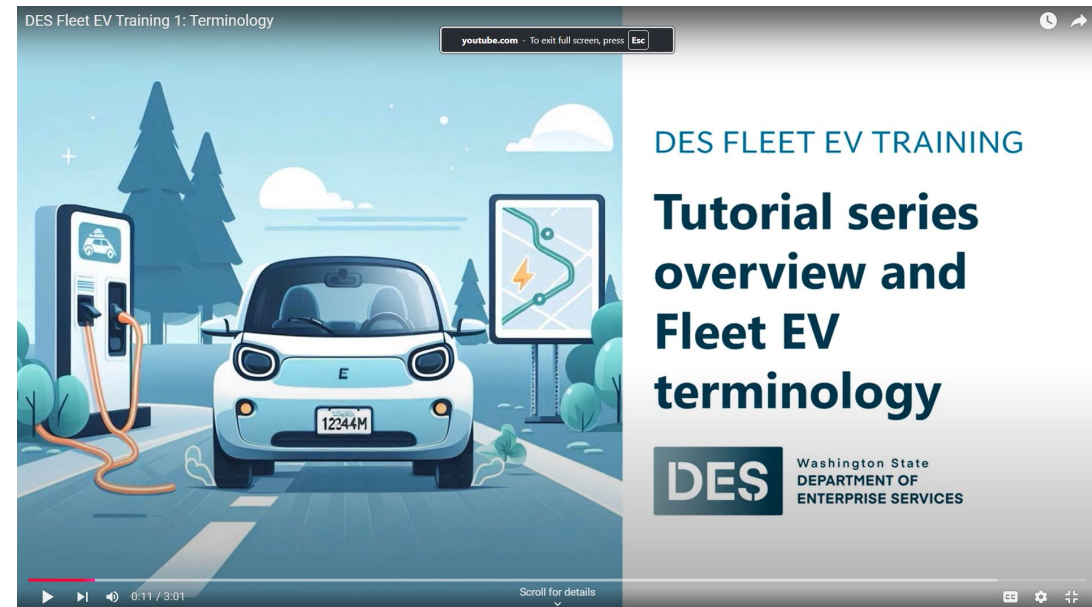 DES Fleet EV Training 1: Terminology
youtube.com - To exit full screen, press Esc
DES FLEET EV TRAINING
Tutorial series
overview and
Fleet EV
terminology
E
12344M
DES
Washington State
DEPARTMENT OF
ENTERPRISE SERVICES
0:11 / 3:01
Scroll for details
CC